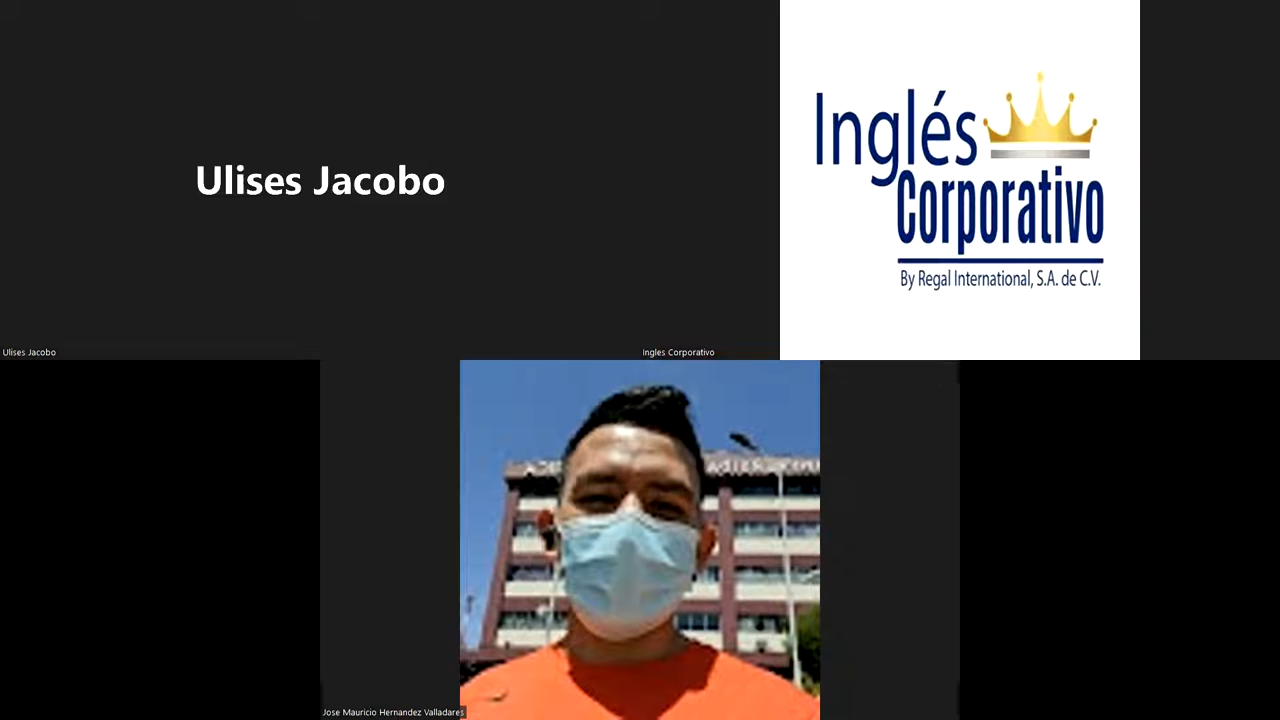 Ulises Jacobo
Inglés
Corporativo
By Regal International, S.A. de C.V.
Ulises Jacobo
Ingles Corporativo
Jose Mauricio Hernandez Valladares